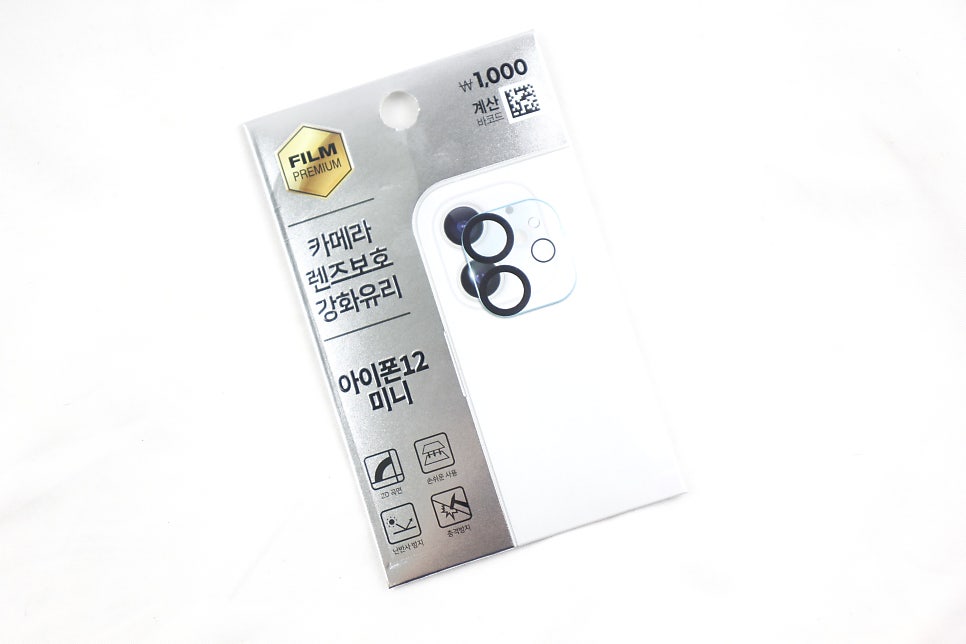 ₩1,000
계산
바코드
FILM
PREMIUM
카메라
렌즈보호
강화유리
아이폰12
미니
2D 곡면
손쉬운 사용
난반사 방지
충격방지